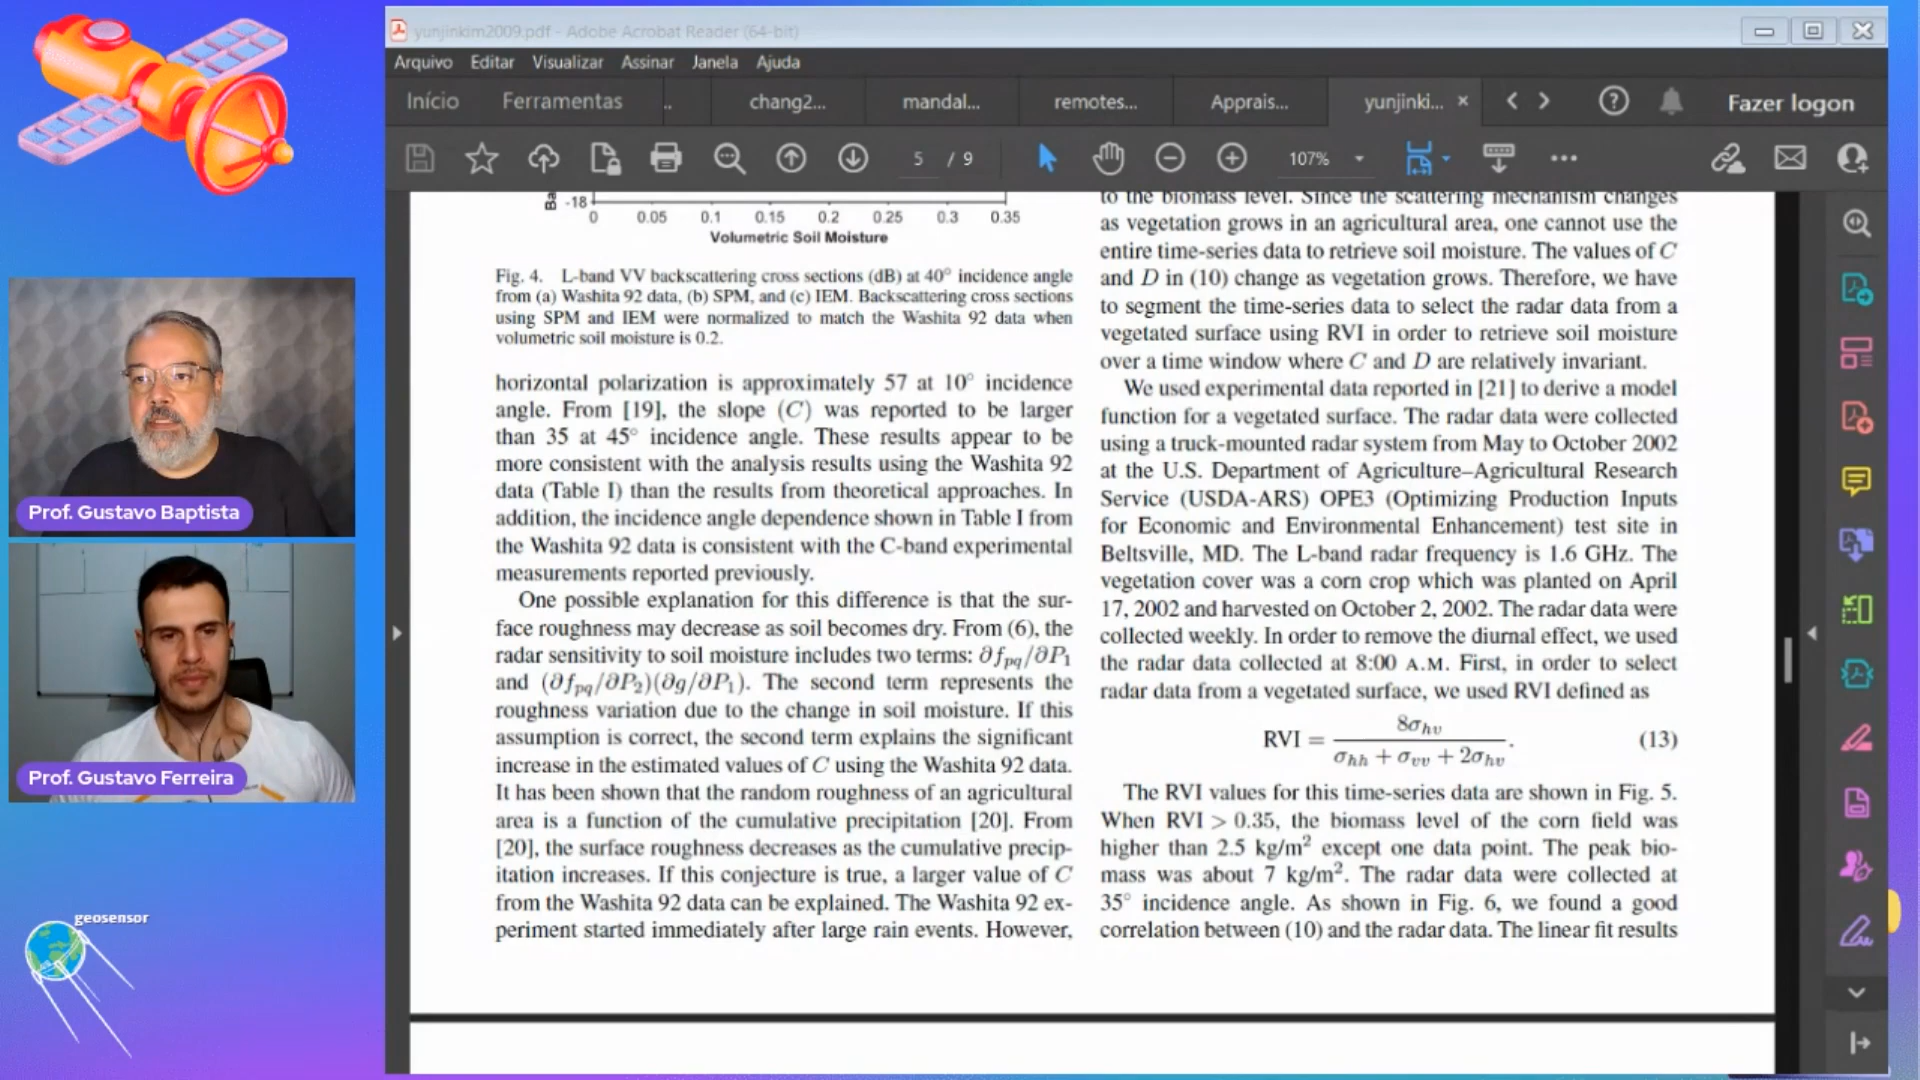 yunjinkim2009.pdf - Adobe Acrobat Reader (64-bit)
Arquivo Editar Visualizar Assinar Janela Ajuda
Início Ferramentas .. chang2... mandal... remotes... Apprais... yunjinki... × Fazer logon
5 / 9 107%
Ba
-18
0 0.05 0.1 0.15 0.2 0.25 0.3 0.35
Volumetric Soil Moisture
Fig. 4. L-band VV backscattering cross sections (dB) at 40° incidence angle
from (a) Washita 92 data, (b) SPM, and (c) IEM. Backscattering cross sections
using SPM and IEM were normalized to match the Washita 92 data when
volumetric soil moisture is 0.2.
horizontal polarization is approximately 57 at 10° incidence
angle. From [19], the slope (C) was reported to be larger
than 35 at 45° incidence angle. These results appear to be
more consistent with the analysis results using the Washita 92
data (Table I) than the results from theoretical approaches. In
addition, the incidence angle dependence shown in Table I from
the Washita 92 data is consistent with the C-band experimental
measurements reported previously.
One possible explanation for this difference is that the sur-
face roughness may decrease as soil becomes dry. From (6), the
radar sensitivity to soil moisture includes two terms: ∂fpq/∂P1
and (∂fpq/∂P2)(∂g/∂P1). The second term represents the
roughness variation due to the change in soil moisture. If this
assumption is correct, the second term explains the significant
increase in the estimated values of C using the Washita 92 data.
It has been shown that the random roughness of an agricultural
area is a function of the cumulative precipitation [20]. From
[20], the surface roughness decreases as the cumulative precip-
itation increases. If this conjecture is true, a larger value of C
from the Washita 92 data can be explained. The Washita 92 ex-
periment started immediately after large rain events. However,
to the biomass level. Since the scattering mechanism changes
as vegetation grows in an agricultural area, one cannot use the
entire time-series data to retrieve soil moisture. The values of C
and D in (10) change as vegetation grows. Therefore, we have
to segment the time-series data to select the radar data from a
vegetated surface using RVI in order to retrieve soil moisture
over a time window where C and D are relatively invariant.
We used experimental data reported in [21] to derive a model
function for a vegetated surface. The radar data were collected
using a truck-mounted radar system from May to October 2002
at the U.S. Department of Agriculture–Agricultural Research
Service (USDA-ARS) OPE3 (Optimizing Production Inputs
for Economic and Environmental Enhancement) test site in
Beltsville, MD. The L-band radar frequency is 1.6 GHz. The
vegetation cover was a corn crop which was planted on April
17, 2002 and harvested on October 2, 2002. The radar data were
collected weekly. In order to remove the diurnal effect, we used
the radar data collected at 8:00 A.M. First, in order to select
radar data from a vegetated surface, we used RVI defined as
RVI = 8σhv / (σhh + σvv + 2σhv). (13)
The RVI values for this time-series data are shown in Fig. 5.
When RVI > 0.35, the biomass level of the corn field was
higher than 2.5 kg/m² except one data point. The peak bio-
mass was about 7 kg/m². The radar data were collected at
35° incidence angle. As shown in Fig. 6, we found a good
correlation between (10) and the radar data. The linear fit results
Prof. Gustavo Baptista
Prof. Gustavo Ferreira
geosensor